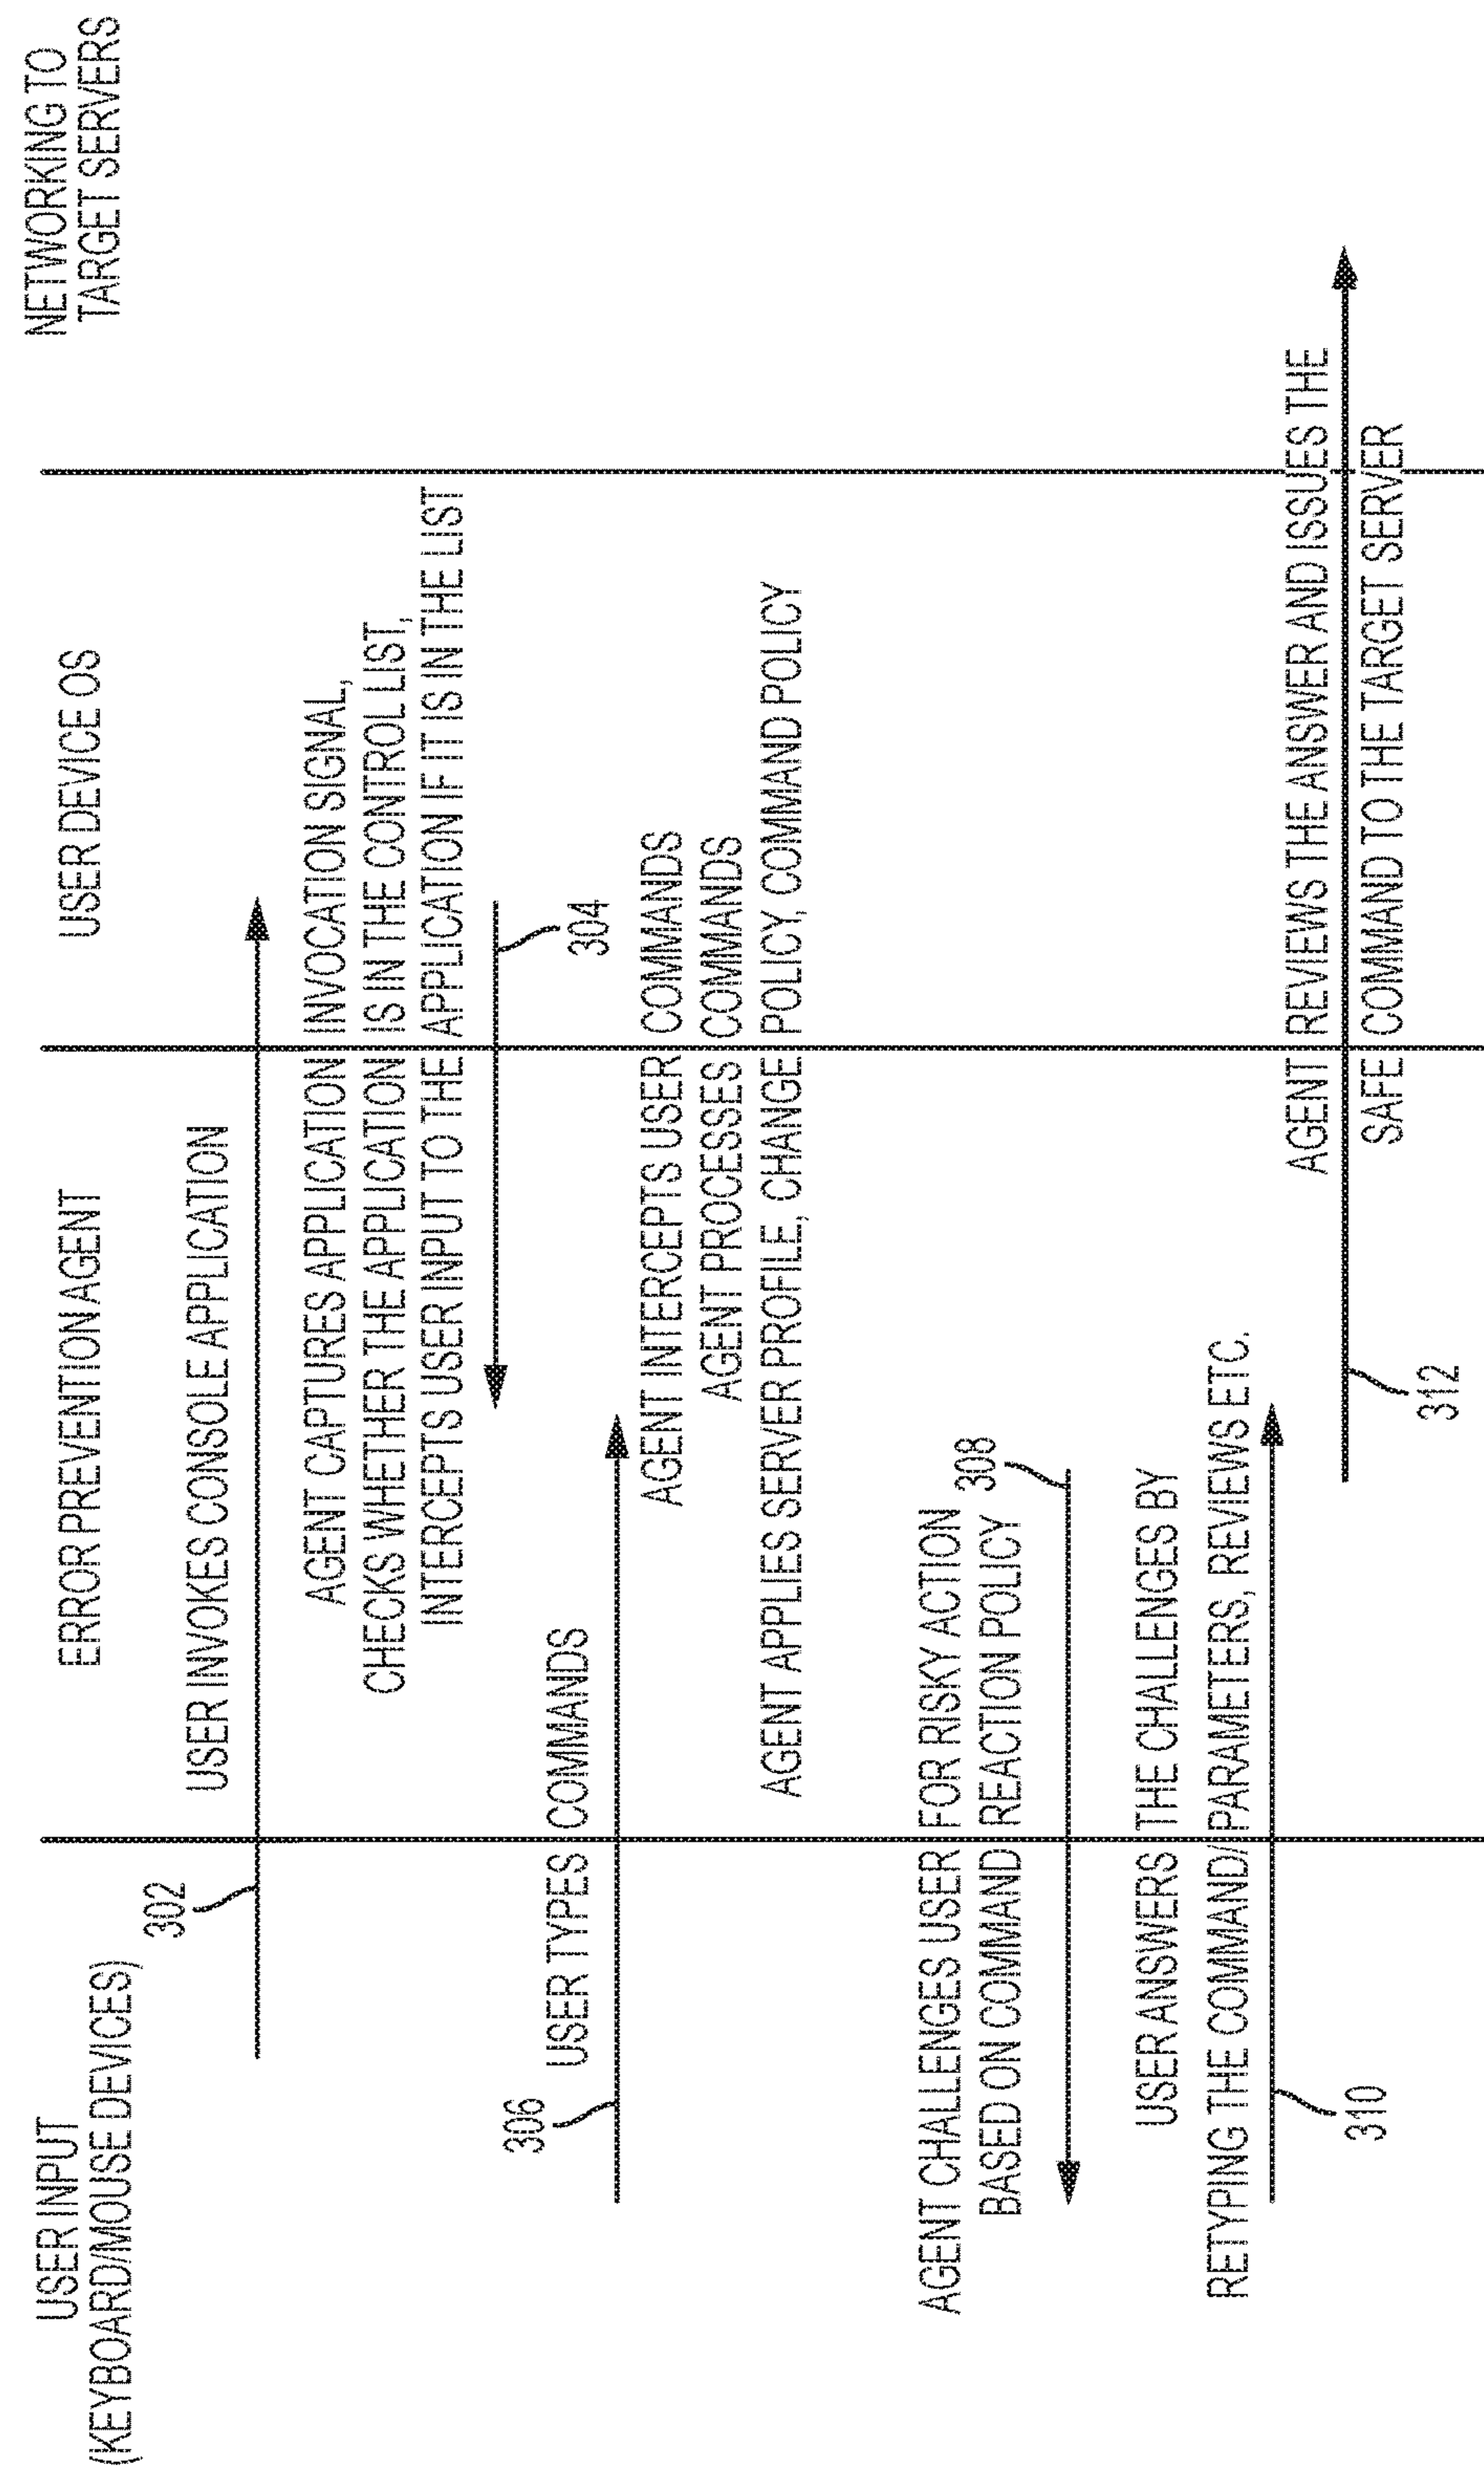 USER INPUT
(KEYBOARD/MOUSE DEVICES)
ERROR PREVENTION AGENT
USER DEVICE OS
NETWORKING TO
TARGET SERVERS
302
USER INVOKES CONSOLE APPLICATION
AGENT CAPTURES APPLICATION INVOCATION SIGNAL,
CHECKS WHETHER THE APPLICATION IS IN THE CONTROL LIST,
INTERCEPTS USER INPUT TO THE APPLICATION IF IT IS IN THE LIST
304
306
USER TYPES COMMANDS
AGENT INTERCEPTS USER COMMANDS
AGENT PROCESSES COMMANDS
AGENT APPLIES SERVER PROFILE, CHANGE POLICY, COMMAND POLICY
AGENT CHALLENGES USER FOR RISKY ACTION
BASED ON COMMAND REACTION POLICY
308
USER ANSWERS THE CHALLENGES BY
RETYPING THE COMMAND/PARAMETERS, REVIEWS ETC.
310
AGENT REVIEWS THE ANSWER AND ISSUES THE
SAFE COMMAND TO THE TARGET SERVER
312